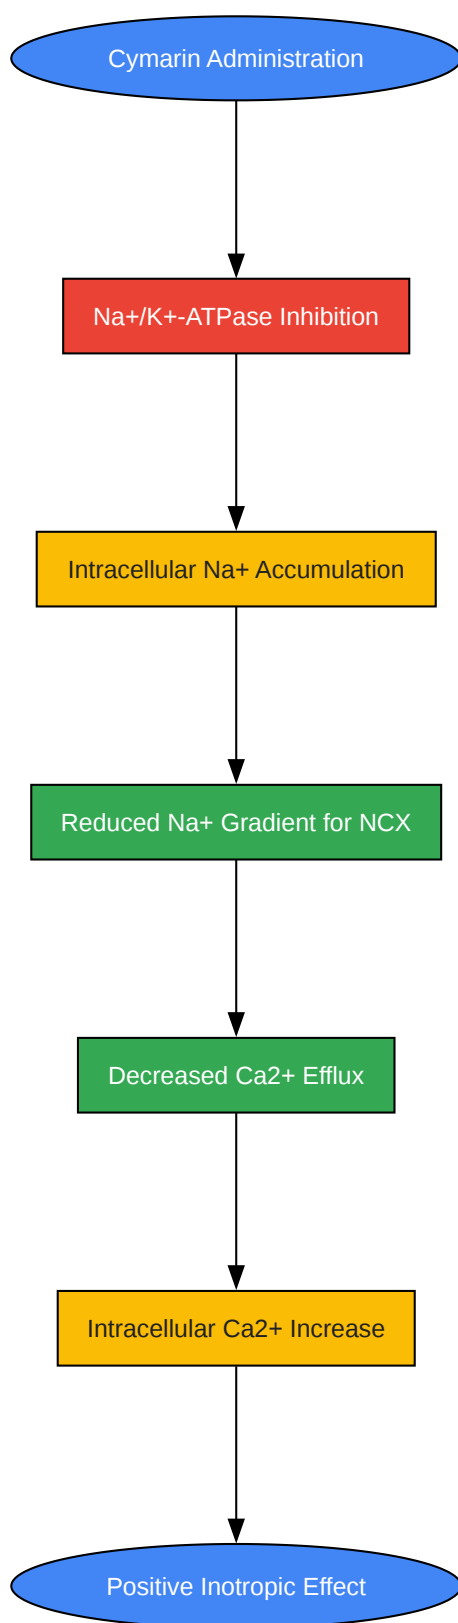 Cymarin Administration
Na+/K+-ATPase Inhibition
Intracellular Na+ Accumulation
Reduced Na+ Gradient for NCX
Decreased Ca2+ Efflux
Intracellular Ca2+ Increase
Positive Inotropic Effect